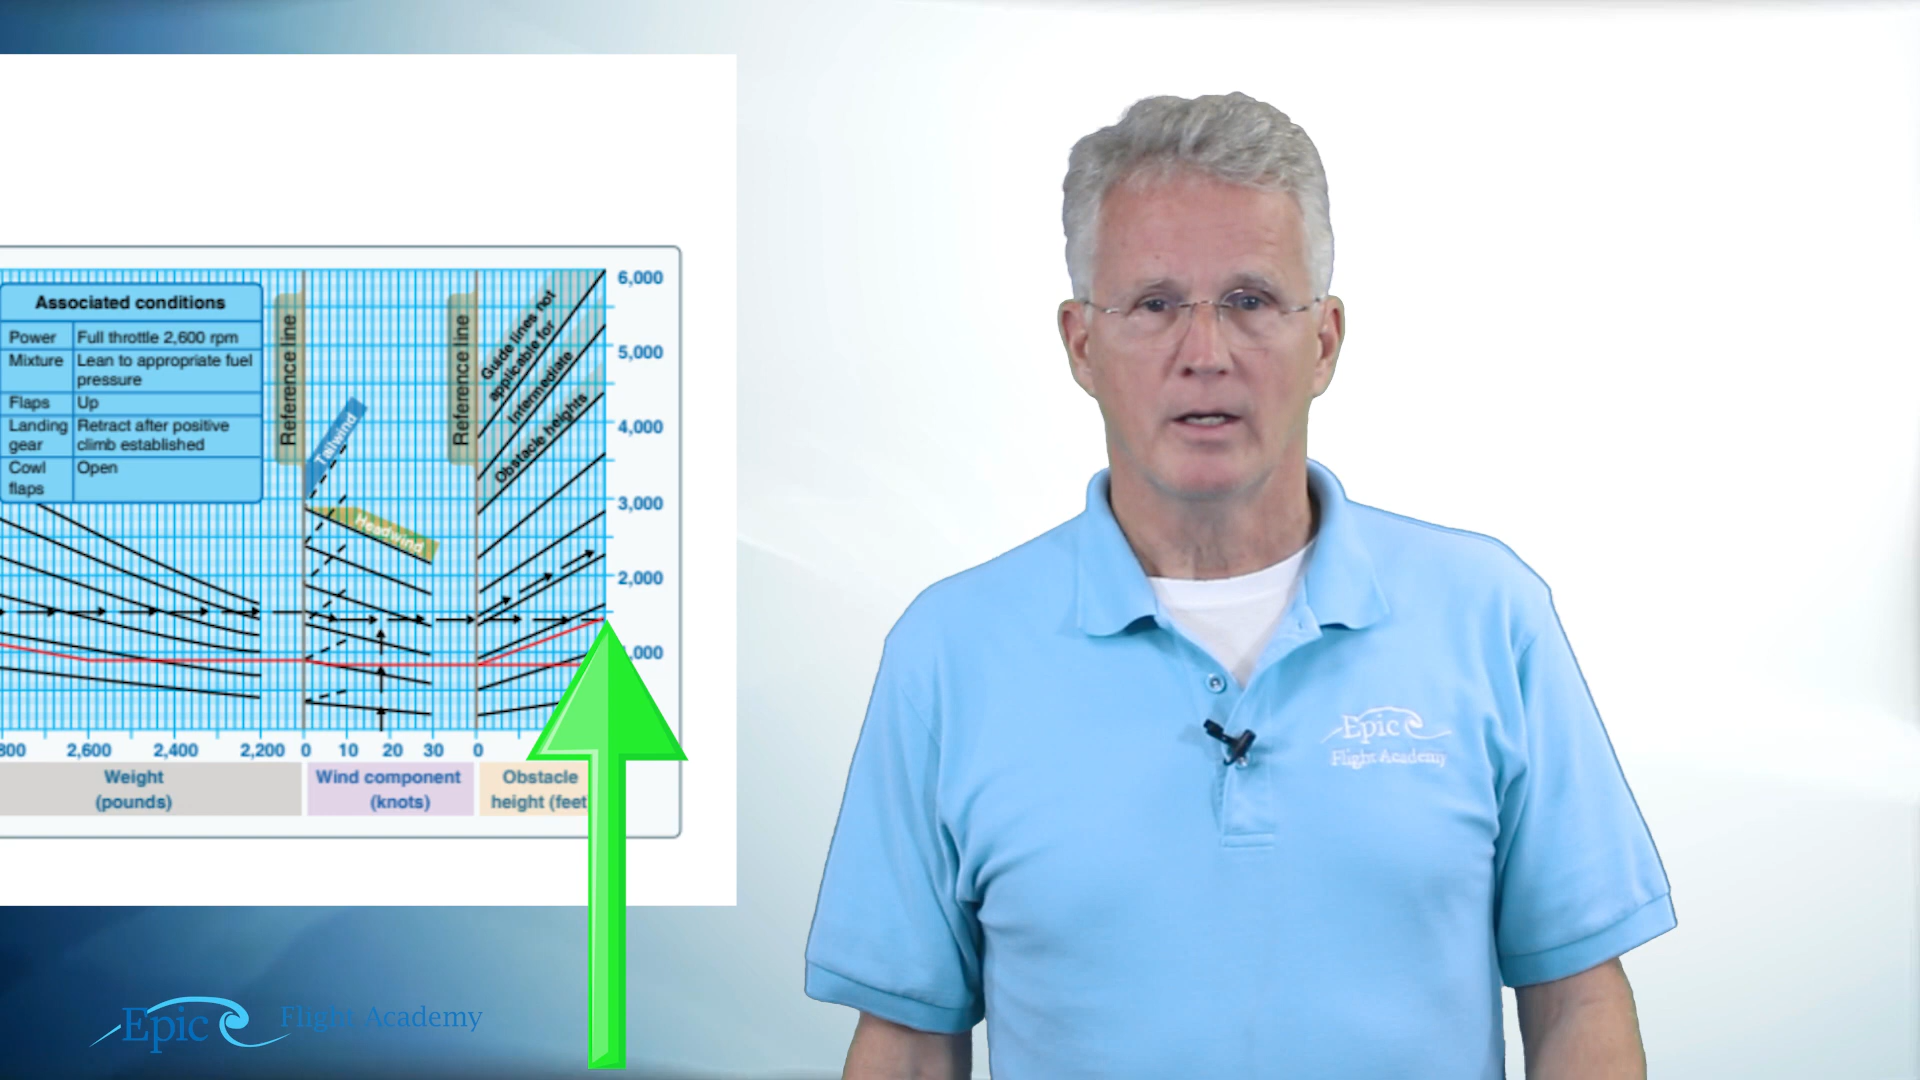 Associated conditions
Power Full throttle 2,600 rpm
Mixture Lean to appropriate fuel
pressure
Flaps Up
Landing Retract after positive
gear climb established
Cowl Open
flaps
Reference line
Tailwind
Headwind
Reference line
Guide lines not
applicable for
Intermediate
Obstacle heights
6,000
5,000
4,000
3,000
2,000
,000
800 2,600 2,400 2,200 0 10 20 30 0
Weight
(pounds)
Wind component
(knots)
Obstacle
height (feet
Epic
Flight Academy
Epic Flight Academy